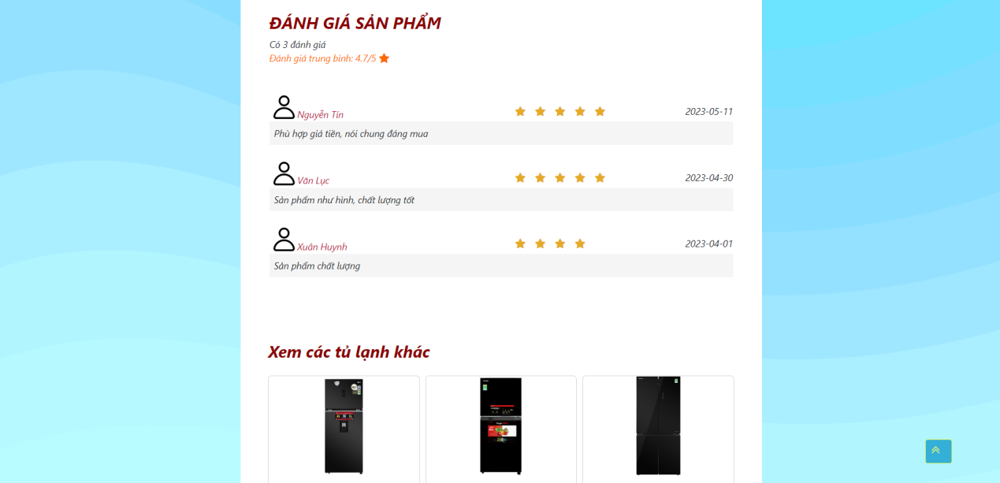 ĐÁNH GIÁ SẢN PHẨM
Có 3 đánh giá
Đánh giá trung bình: 4.7/5
Nguyễn Tín
2023-05-11
Phù hợp giá tiền, nói chung đáng mua
Văn Lục
2023-04-30
Sản phẩm như hình, chất lượng tốt
Xuân Huynh
2023-04-01
Sản phẩm chất lượng
Xem các tủ lạnh khác